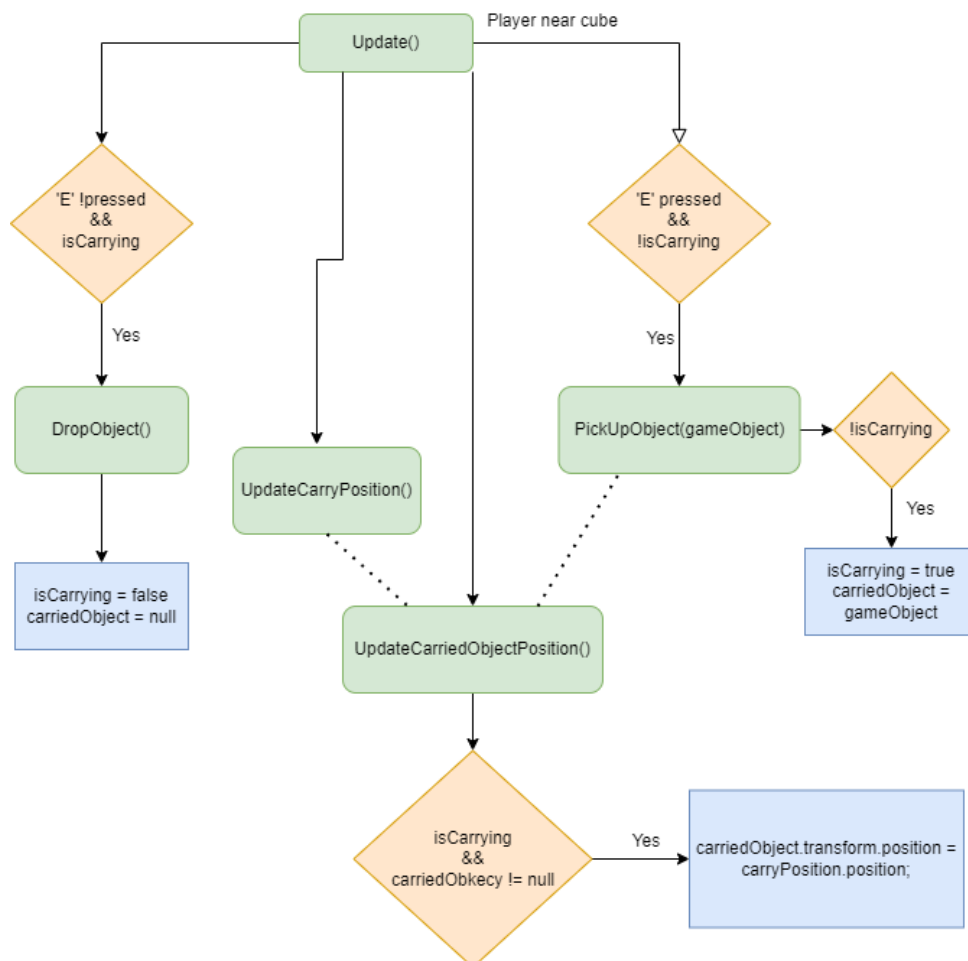 Player near cube
Update()
'E' !pressed
&&
isCarrying
'E' pressed
&&
!isCarrying
Yes
Yes
DropObject()
PickUpObject(gameObject)
!isCarrying
UpdateCarryPosition()
Yes
isCarrying = false
carriedObject = null
isCarrying = true
carriedObject =
gameObject
UpdateCarriedObjectPosition()
isCarrying
&&
carriedObkecy != null
Yes
carriedObject.transform.position =
carryPosition.position;